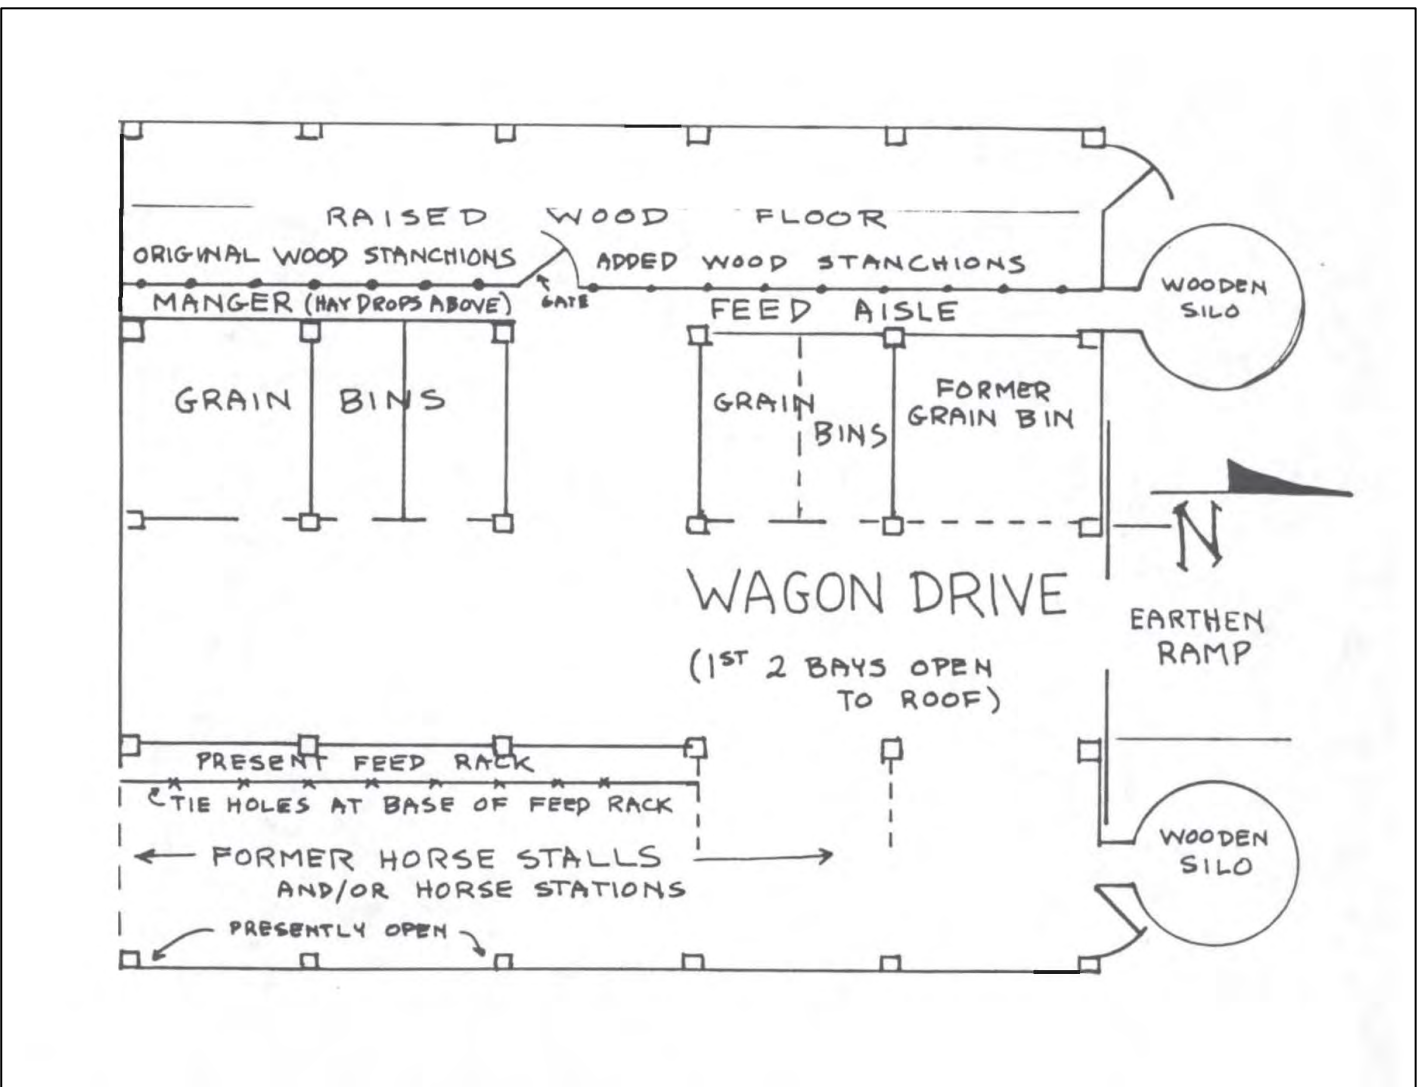 RAISED WOOD FLOOR
ORIGINAL WOOD STANCHIONS
ADDED WOOD STANCHIONS
MANGER (HAY DROPS ABOVE)
GATE
FEED AISLE
WOODEN
SILO
GRAIN BINS
GRAIN
BINS
FORMER
GRAIN BIN
N
WAGON DRIVE
(1ST 2 BAYS OPEN
TO ROOF)
EARTHEN
RAMP
PRESENT FEED RACK
TIE HOLES AT BASE OF FEED RACK
FORMER HORSE STALLS
AND/OR HORSE STATIONS
PRESENTLY OPEN
WOODEN
SILO